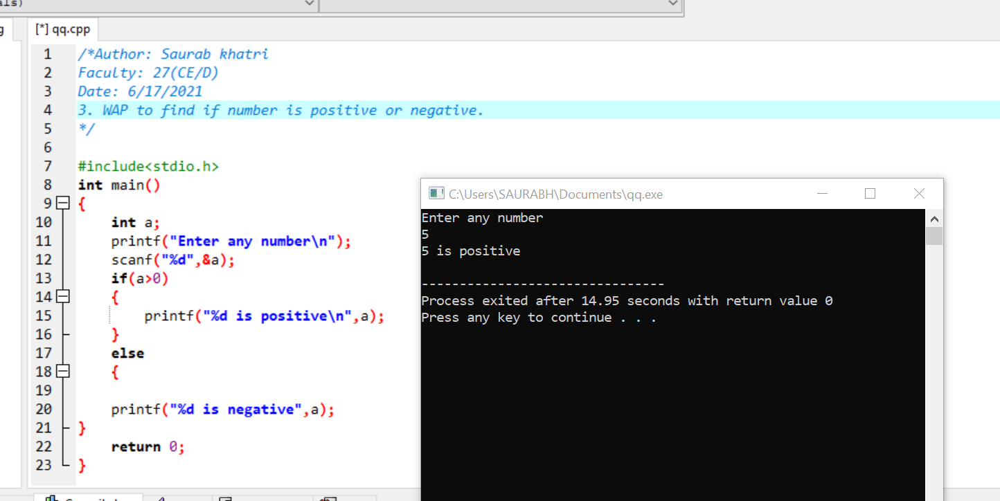 [*] qq.cpp
1 /*Author: Saurab khatri
2 Faculty: 27(CE/D)
3 Date: 6/17/2021
4 3. WAP to find if number is positive or negative.
5 */
6
7 #include<stdio.h>
8 int main()
9 {
10 int a;
11 printf("Enter any number\n");
12 scanf("%d",&a);
13 if(a>0)
14 {
15 printf("%d is positive\n",a);
16 }
17 else
18 {
19
20 printf("%d is negative",a);
21 }
22 return 0;
23 }
C:\Users\SAURABH\Documents\qq.exe
Enter any number
5
5 is positive
--------------------------------
Process exited after 14.95 seconds with return value 0
Press any key to continue . . .